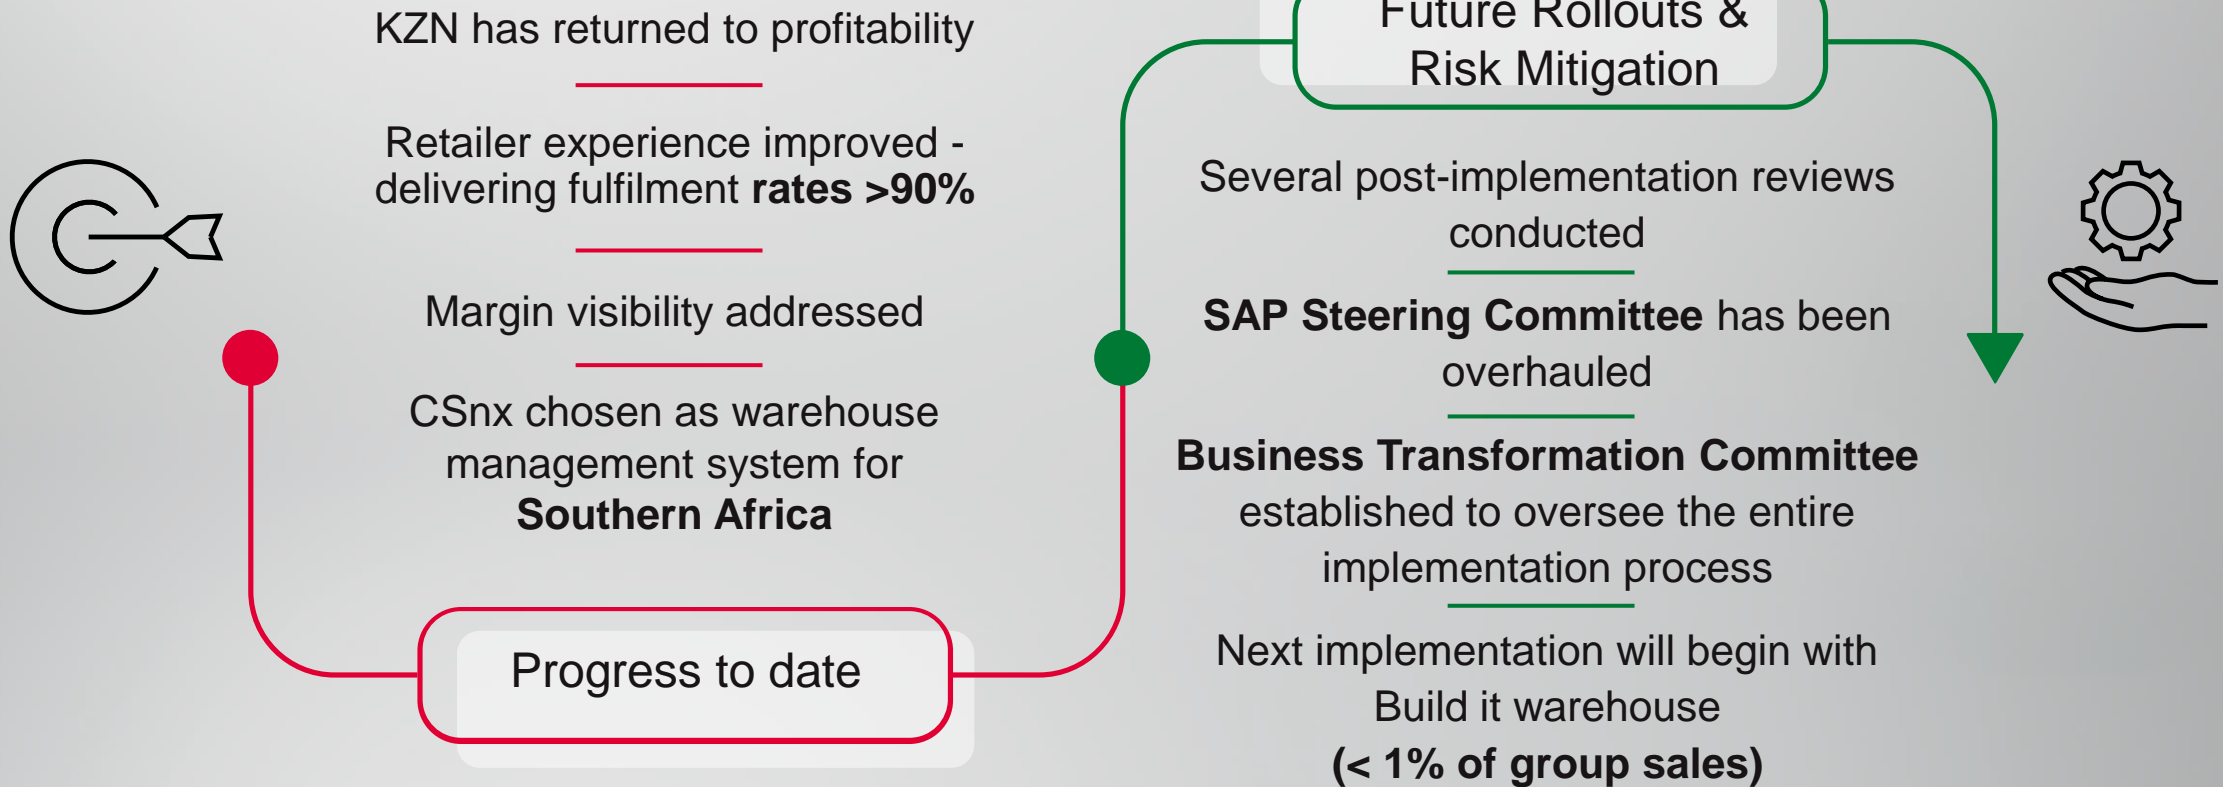 KZN has returned to profitability
Retailer experience improved -
delivering fulfilment rates >90%
Margin visibility addressed
CSnx chosen as warehouse
management system for
Southern Africa
Progress to date
Future Rollouts &
Risk Mitigation
Several post-implementation reviews
conducted
SAP Steering Committee has been
overhauled
Business Transformation Committee
established to oversee the entire
implementation process
Next implementation will begin with
Build it warehouse
(< 1% of group sales)